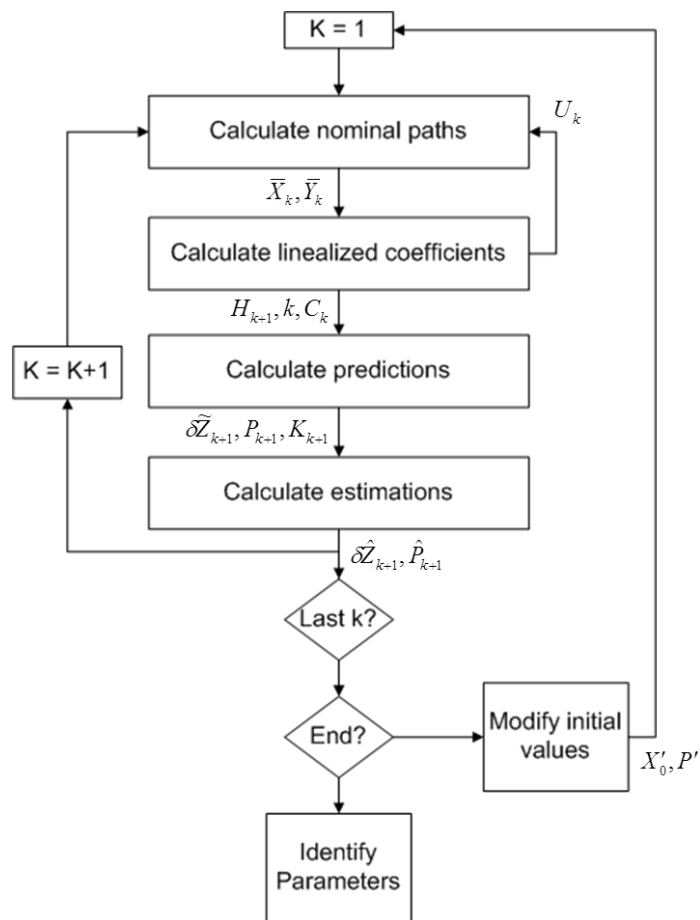 K = 1
Calculate nominal paths
U_k
X̅_k, Y̅_k
Calculate linealized coefficients
H_{k+1}, k, C_k
K = K+1
Calculate predictions
δZ̃_{k+1}, P_{k+1}, K_{k+1}
Calculate estimations
δẐ_{k+1}, P̂_{k+1}
Last k?
End?
Modify initial
values
X′_0, P′
Identify
Parameters